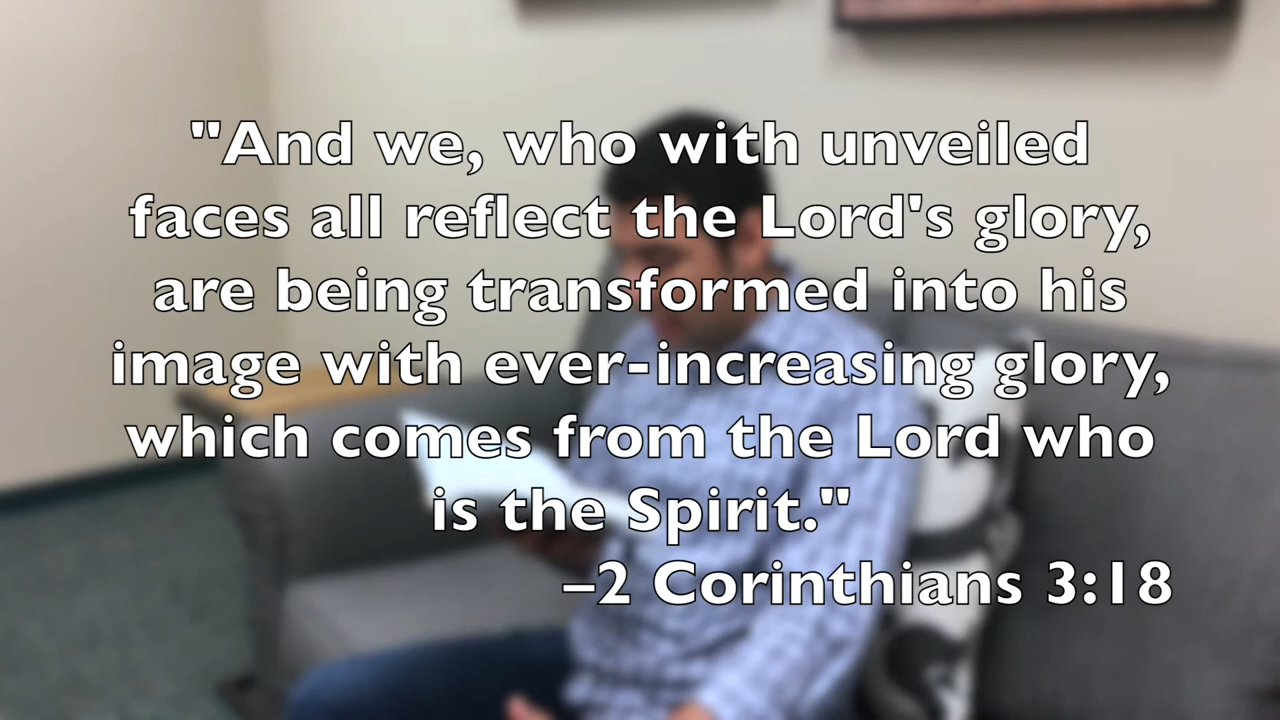 "And we, who with unveiled
faces all reflect the Lord's glory,
are being transformed into his
image with ever-increasing glory,
which comes from the Lord who
is the Spirit."
–2 Corinthians 3:18